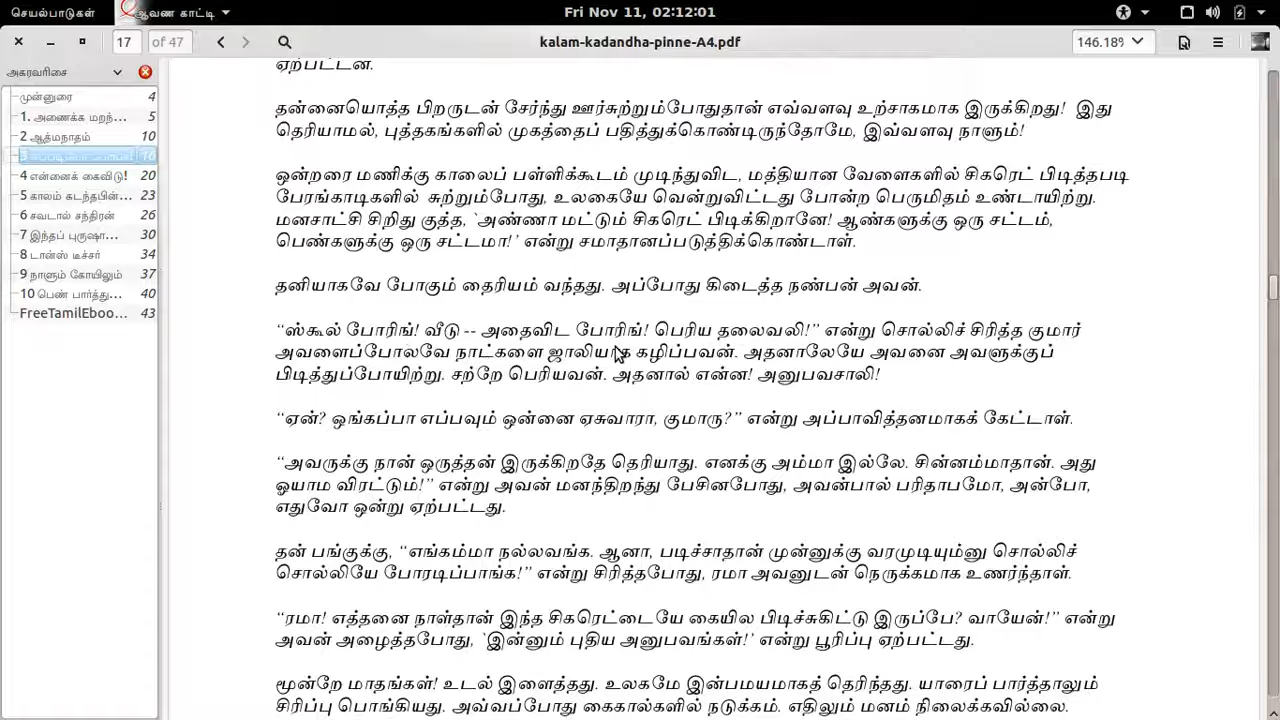 செயல்பாடுகள்
ஆவண காட்டி
Fri Nov 11, 02:12:01
17 of 47
kalam-kadandha-pinne-A4.pdf
146.18%
அகரவரிசை
முன்னுரை 4
1. அணைக்க மறந்... 5
2 ஆத்மநாதம் 10
3 16
4 என்னைக் கைவிடு! 20
5 காலம் கடந்தபின்... 23
6 சவடால் சந்திரன் 26
7 இந்தப் புருஷா... 30
8 டான்ஸ் டீச்சர் 34
9 நாளும் கோயிலும் 37
10 பெண் பார்த்து... 40
FreeTamilEboo... 43
ஏற்பட்டன.
தன்னையொத்த பிறருடன் சேர்ந்து ஊர்சுற்றும்போதுதான் எவ்வளவு உற்சாகமாக இருக்கிறது! இது
தெரியாமல், புத்தகங்களில் முகத்தைப் பதித்துக்கொண்டிருந்தோமே, இவ்வளவு நாளும்!
ஒன்றரை மணிக்கு காலைப் பள்ளிக்கூடம் முடிந்துவிட, மத்தியான வேளைகளில் சிகரெட் பிடித்தபடி
பேரங்காடிகளில் சுற்றும்போது, உலகையே வென்றுவிட்டது போன்ற பெருமிதம் உண்டாயிற்று.
மனசாட்சி சிறிது குத்த, `அண்ணா மட்டும் சிகரெட் பிடிக்கிறானே! ஆண்களுக்கு ஒரு சட்டம்,
பெண்களுக்கு ஒரு சட்டமா!’ என்று சமாதானப்படுத்திக்கொண்டாள்.
தனியாகவே போகும் தைரியம் வந்தது. அப்போது கிடைத்த நண்பன் அவன்.
“ஸ்கூல் போரிங்! வீடு -- அதைவிட போரிங்! பெரிய தலைவலி!” என்று சொல்லிச் சிரித்த குமார்
அவளைப்போலவே நாட்களை ஜாலியாக கழிப்பவன். அதனாலேயே அவனை அவளுக்குப்
பிடித்துப்போயிற்று. சற்றே பெரியவன். அதனால் என்ன! அனுபவசாலி!
“ஏன்? ஒங்கப்பா எப்பவும் ஒன்னை ஏசுவாரா, குமாரு?” என்று அப்பாவித்தனமாகக் கேட்டாள்.
“அவருக்கு நான் ஒருத்தன் இருக்கிறதே தெரியாது. எனக்கு அம்மா இல்லே. சின்னம்மாதான். அது
ஓயாம விரட்டும்!” என்று அவன் மனந்திறந்து பேசினபோது, அவன்பால் பரிதாபமோ, அன்போ,
எதுவோ ஒன்று ஏற்பட்டது.
தன் பங்குக்கு, “எங்கம்மா நல்லவங்க. ஆனா, படிச்சாதான் முன்னுக்கு வரமுடியும்னு சொல்லிச்
சொல்லியே போரடிப்பாங்க!” என்று சிரித்தபோது, ரமா அவனுடன் நெருக்கமாக உணர்ந்தாள்.
“ரமா! எத்தனை நாள்தான் இந்த சிகரெட்டையே கையில பிடிச்சுகிட்டு இருப்பே? வாயேன்!” என்று
அவன் அழைத்தபோது, `இன்னும் புதிய அனுபவங்கள்!’ என்று பூரிப்பு ஏற்பட்டது.
மூன்றே மாதங்கள்! உடல் இளைத்தது. உலகமே இன்பமயமாகத் தெரிந்தது. யாரைப் பார்த்தாலும்
சிரிப்பு பொங்கியது. அவ்வப்போது கைகால்களில் நடுக்கம். எதிலும் மனம் நிலைக்கவில்லை.